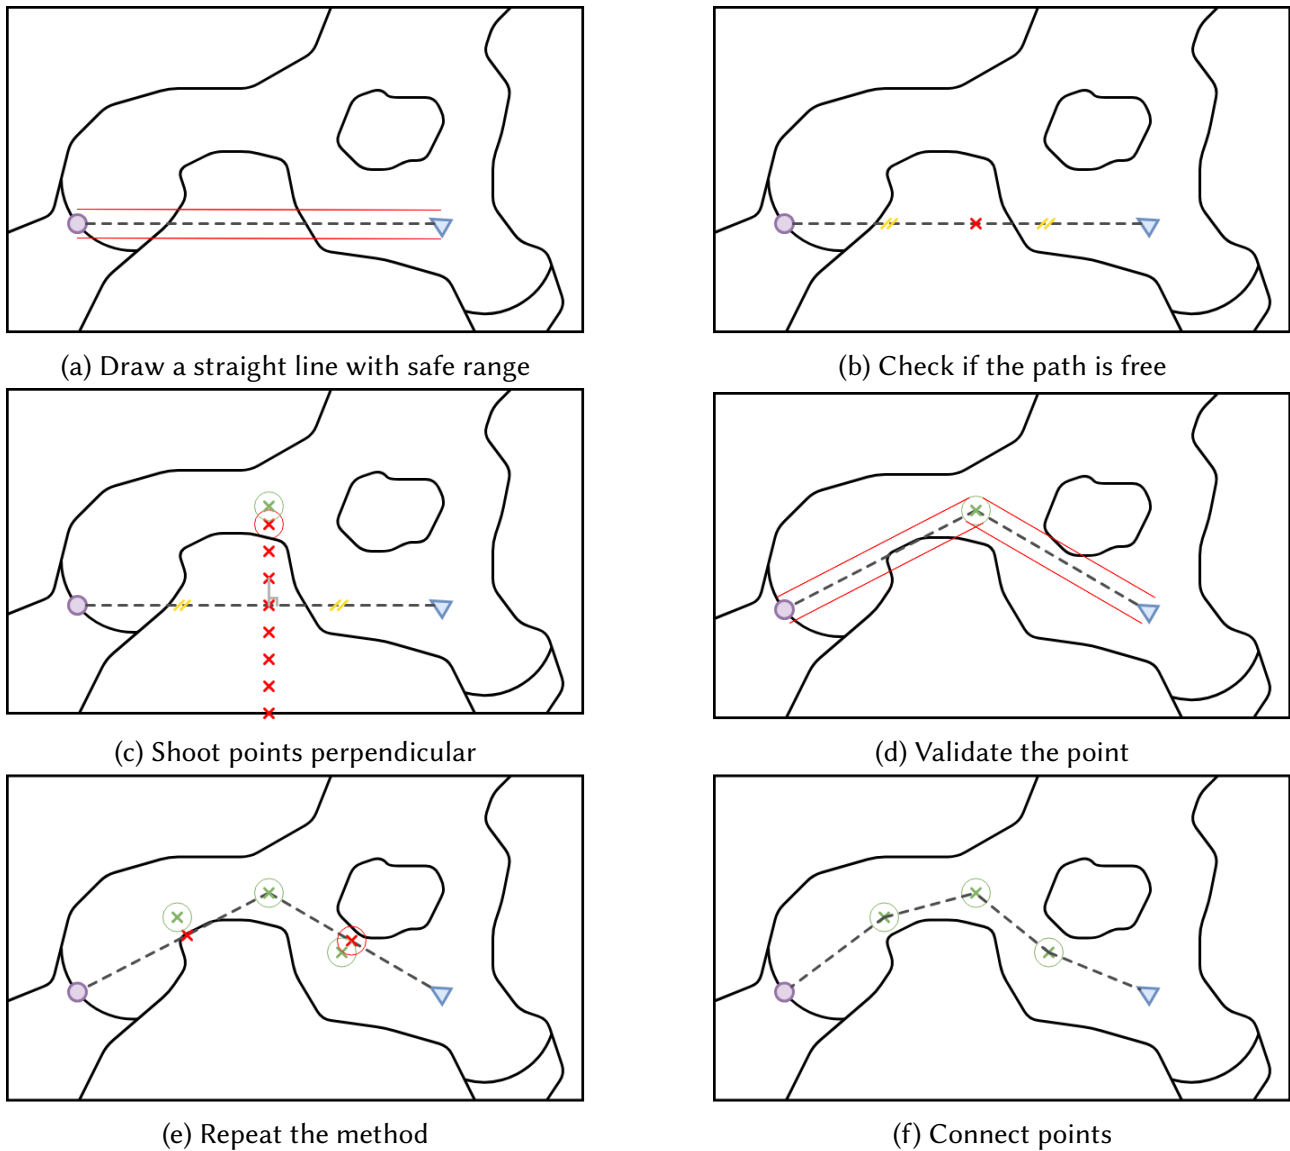 (a) Draw a straight line with safe range
(b) Check if the path is free
(c) Shoot points perpendicular
(d) Validate the point
(e) Repeat the method
(f) Connect points